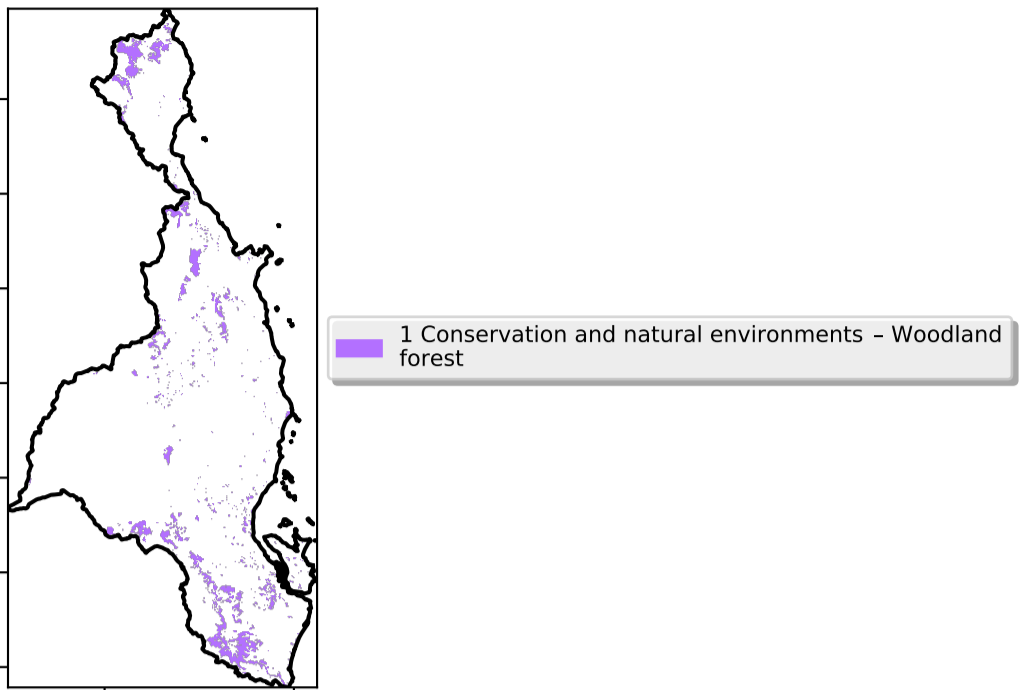 1 Conservation and natural environments – Woodland
forest